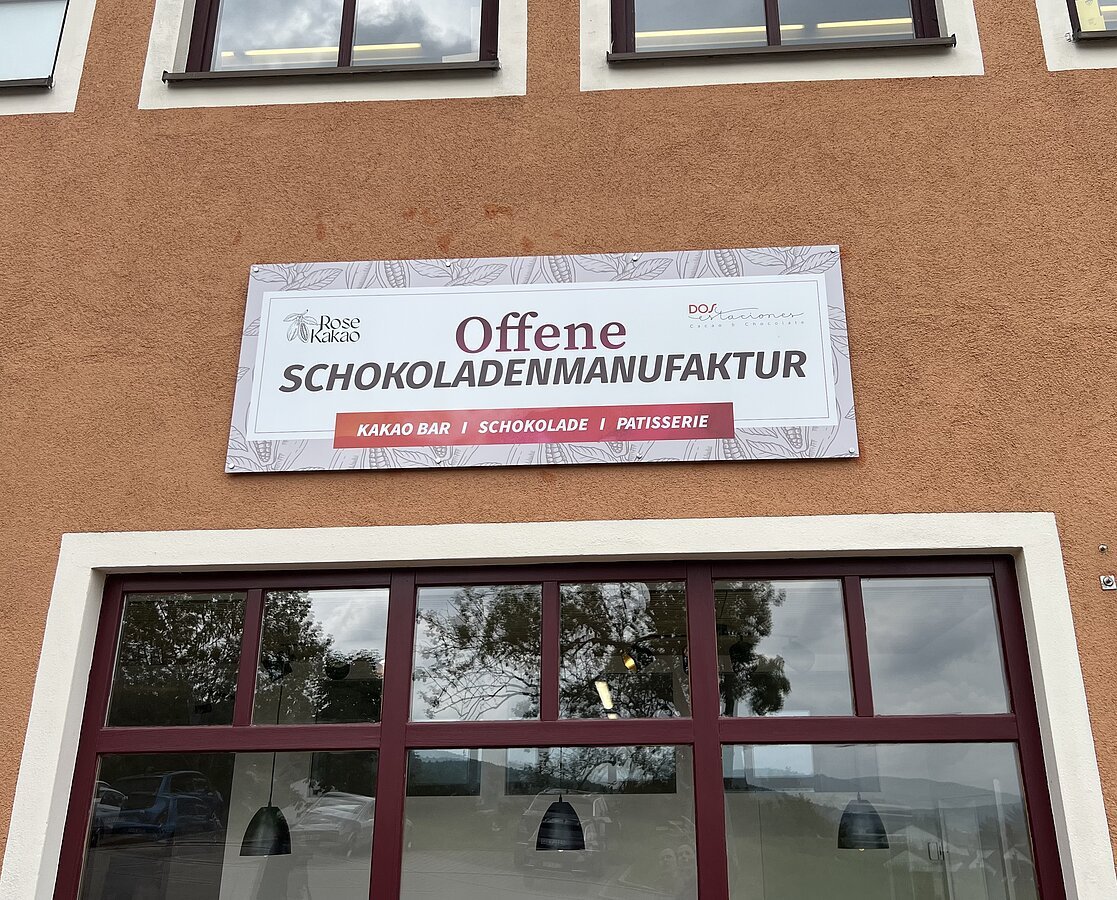 Rose
Kakao
Offene
SCHOKOLADENMANUFAKTUR
DOS
estaciones
Cacao & Chocolate
KAKAO BAR I SCHOKOLADE I PATISSERIE